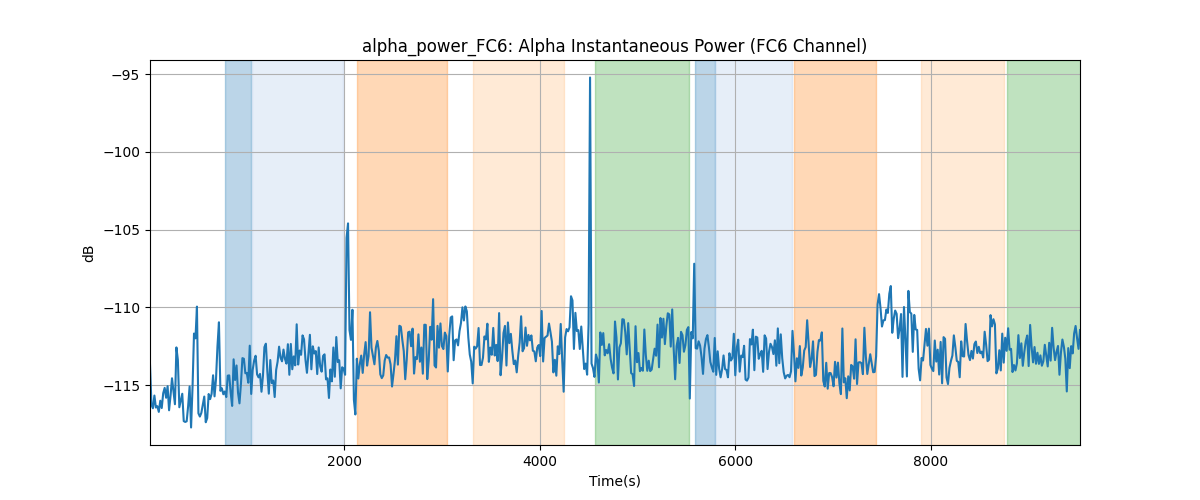 alpha_power_FC6: Alpha Instantaneous Power (FC6 Channel)
−95
−100
−105
−110
−115
dB
2000 4000 6000 8000
Time(s)